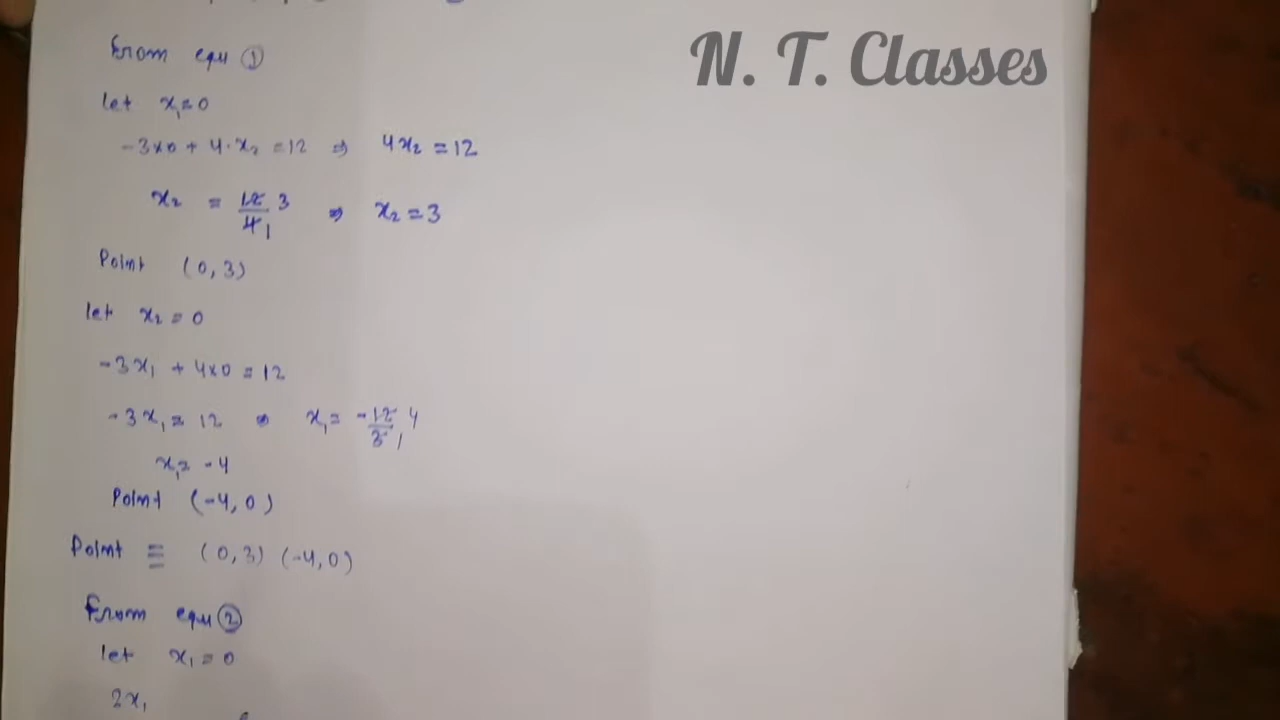 N. T. Classes
From equ ①
let x₁=0
-3×0 + 4·x₂ =12 ⇒ 4x₂ =12
x₂ = 12/4 3 1 ⇒ x₂ =3
Point (0,3)
let x₂=0
-3x₁ + 4×0 =12
-3x₁= 12 ⇒ x₁= -12/3 4 1
x₁= -4
Point (-4,0)
Point ≡ (0,3) (-4,0)
From equ ②
let x₁=0
2x₁